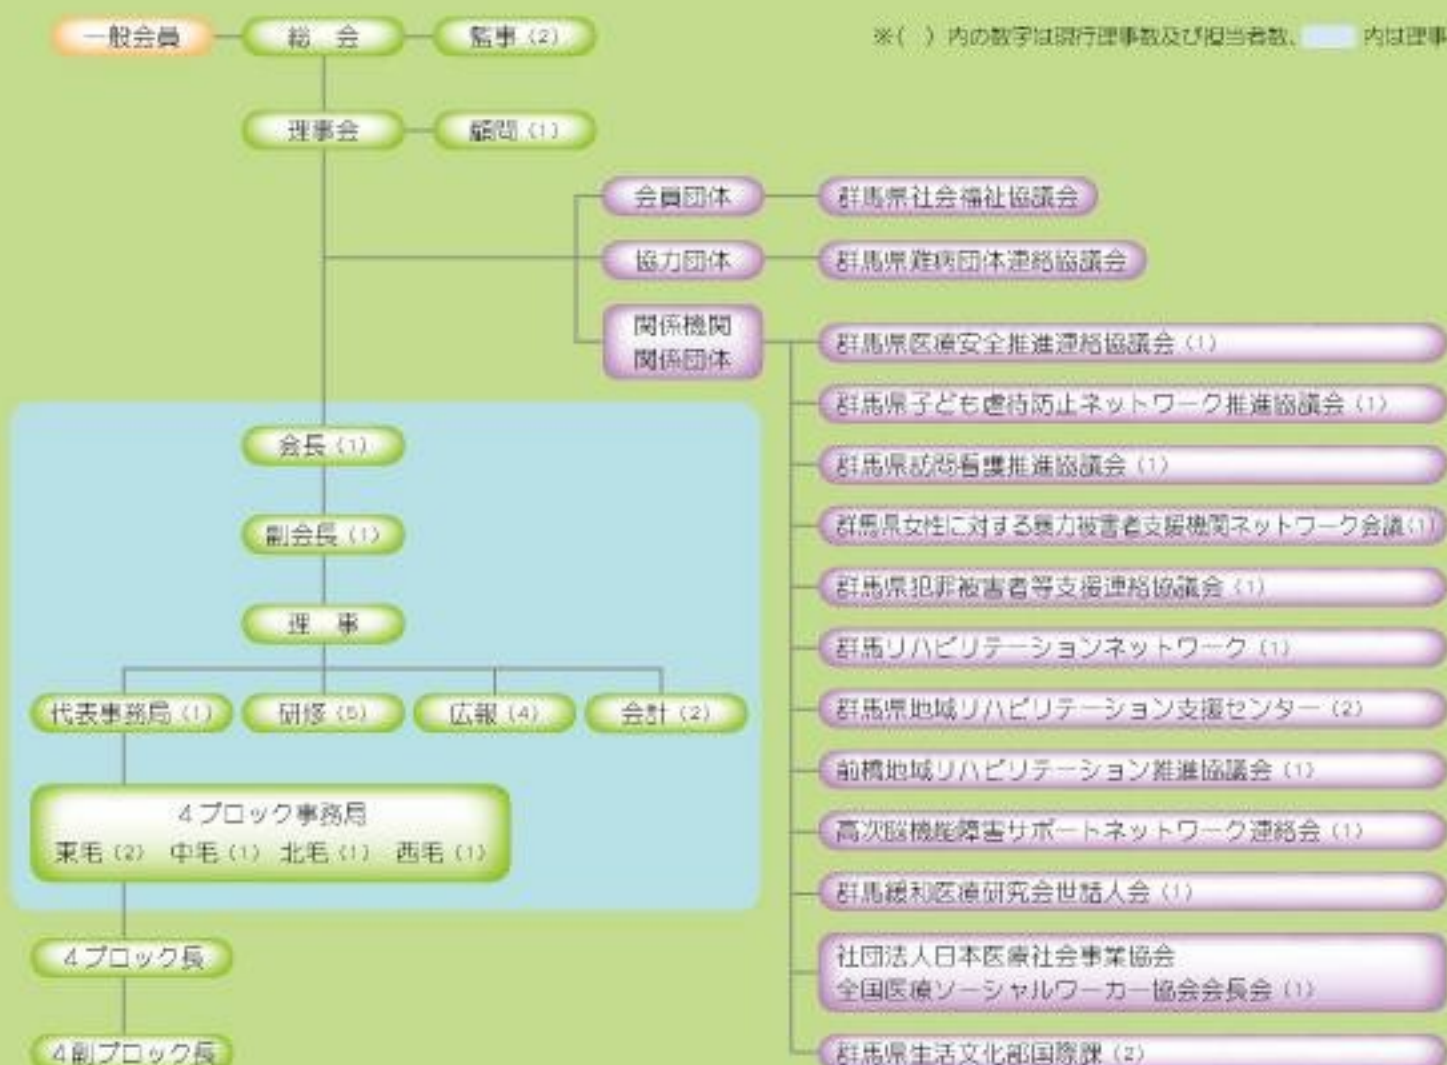 一般会員
総 会
監事（2）
※（ ）内の数字は現行理事数及び担当者数、 内は理事
理事会
顧問（1）
会員団体
群馬県社会福祉協議会
協力団体
群馬県難病団体連絡協議会
関係機関
関係団体
群馬県医療安全推進連絡協議会（1）
群馬県子ども虐待防止ネットワーク推進協議会（1）
群馬県訪問看護推進協議会（1）
群馬県女性に対する暴力被害者支援機関ネットワーク会議（1）
群馬県犯罪被害者等支援連絡協議会（1）
群馬リハビリテーションネットワーク（1）
群馬県地域リハビリテーション支援センター（2）
前橋地域リハビリテーション推進協議会（1）
高次脳機能障害サポートネットワーク連絡会（1）
群馬緩和医療研究会世話人会（1）
社団法人日本医療社会事業協会
全国医療ソーシャルワーカー協会会長会（1）
群馬県生活文化部国際課（2）
会長（1）
副会長（1）
理 事
代表事務局（1）
研修（5）
広報（4）
会計（2）
4ブロック事務局
東毛（2） 中毛（1） 北毛（1） 西毛（1）
4ブロック長
4副ブロック長